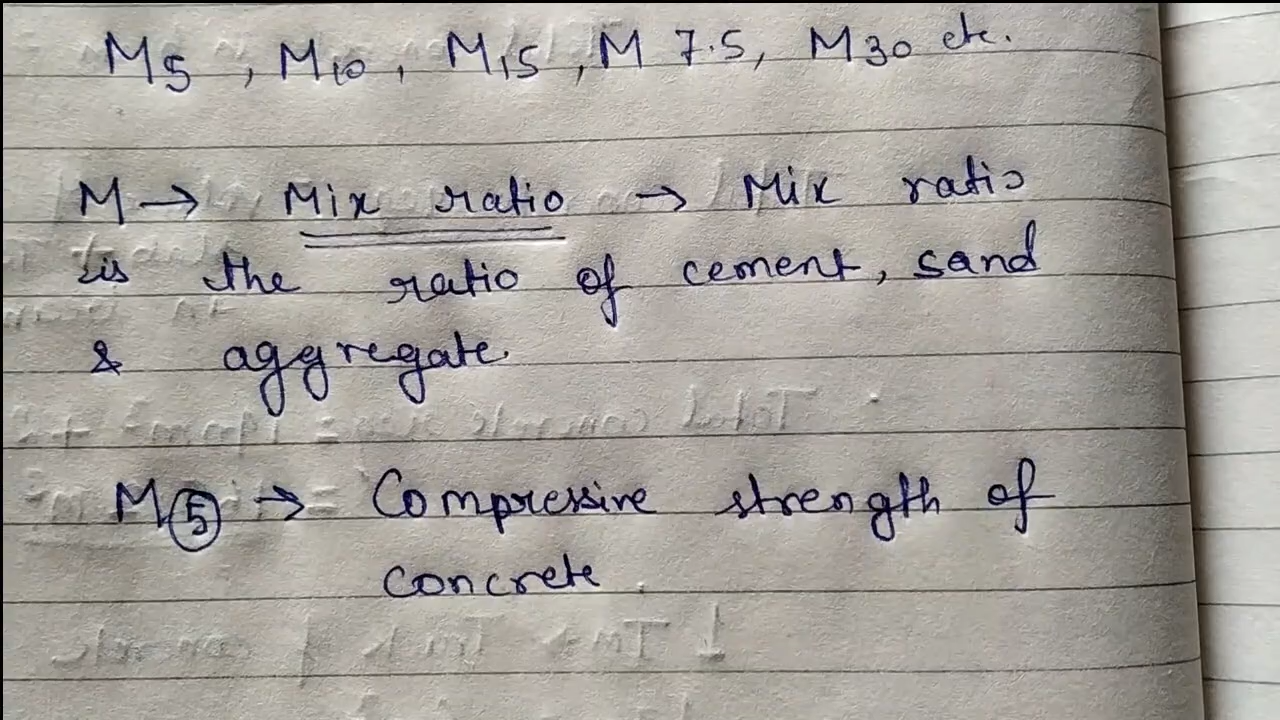 M5, M10, M15, M 7.5, M30 etc.
M → Mix ratio → Mix ratio
is the ratio of cement, sand
& aggregate.
M5 → Compressive strength of
concrete.